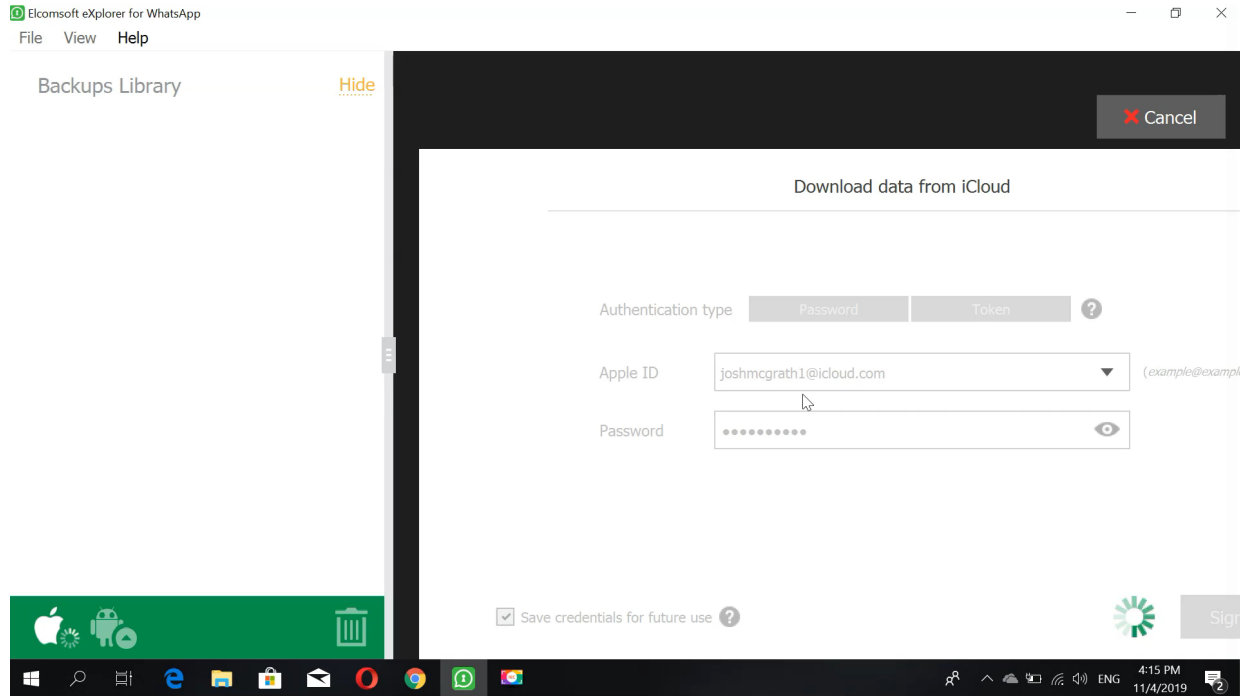 Elcomsoft eXplorer for WhatsApp
File View Help
Backups Library Hide
Cancel
Download data from iCloud
Authentication type Password Token ?
Apple ID joshmcgrath1@icloud.com (example@example
Password ●●●●●●●●●●
Save credentials for future use ?
Sign
ENG 4:15 PM
11/4/2019 2